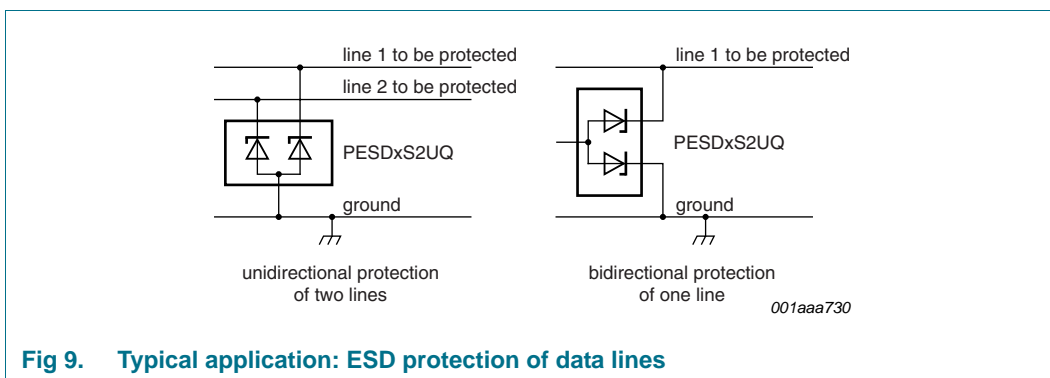 line 1 to be protected
line 2 to be protected
PESDxS2UQ
ground
unidirectional protection
of two lines
line 1 to be protected
PESDxS2UQ
ground
bidirectional protection
of one line
001aaa730
Fig 9. Typical application: ESD protection of data lines